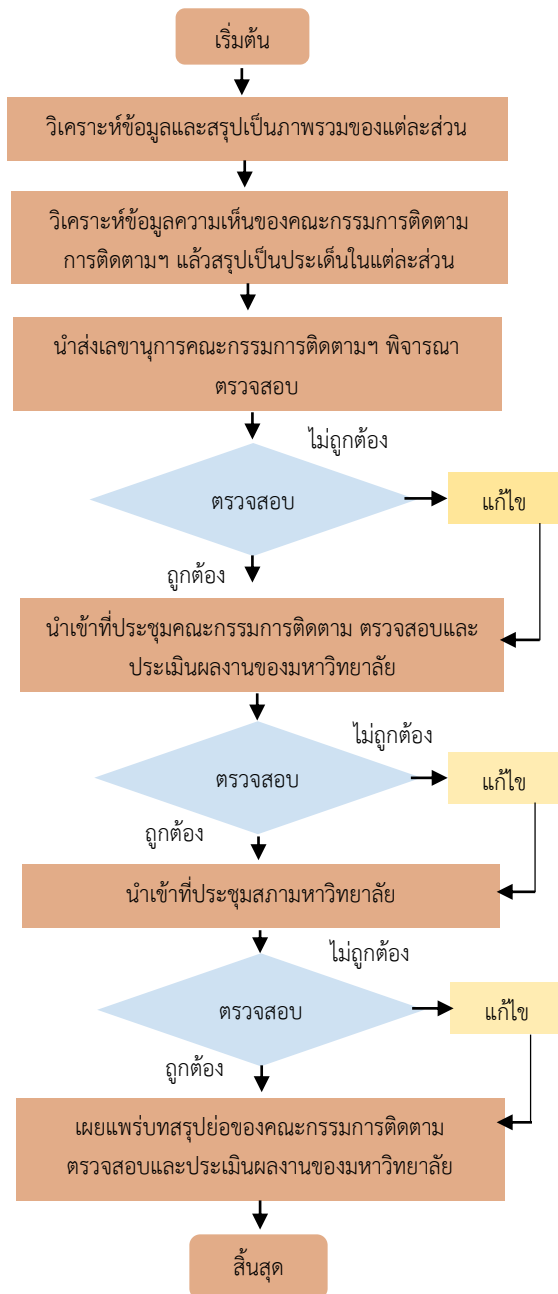 เริ่มต้น
วิเคราะห์ข้อมูลและสรุปเป็นภาพรวมของแต่ละส่วน
วิเคราะห์ข้อมูลความเห็นของคณะกรรมการติดตาม
การติดตามฯ แล้วสรุปเป็นประเด็นในแต่ละส่วน
นำส่งเลขานุการคณะกรรมการติดตามฯ พิจารณา
ตรวจสอบ
ไม่ถูกต้อง
ตรวจสอบ
แก้ไข
ถูกต้อง
นำเข้าที่ประชุมคณะกรรมการติดตาม ตรวจสอบและ
ประเมินผลงานของมหาวิทยาลัย
ไม่ถูกต้อง
ตรวจสอบ
แก้ไข
ถูกต้อง
นำเข้าที่ประชุมสภามหาวิทยาลัย
ไม่ถูกต้อง
ตรวจสอบ
แก้ไข
ถูกต้อง
เผยแพร่บทสรุปย่อของคณะกรรมการติดตาม
ตรวจสอบและประเมินผลงานของมหาวิทยาลัย
สิ้นสุด